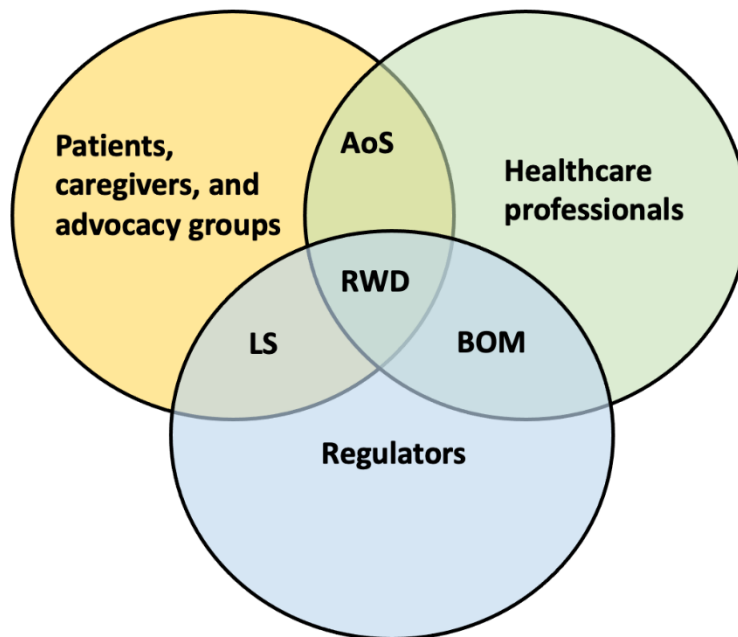 Patients,
caregivers, and
advocacy groups
AoS
Healthcare
professionals
RWD
LS
BOM
Regulators